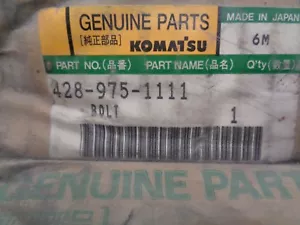 GENUINE PARTS
[純正部品] KOMATSU
MADE IN JAPAN
6M
PART NO.(品番) PART NAME(品名) Q'ty(数量)
428-975-1111
BOLT 1
GENUINE PART